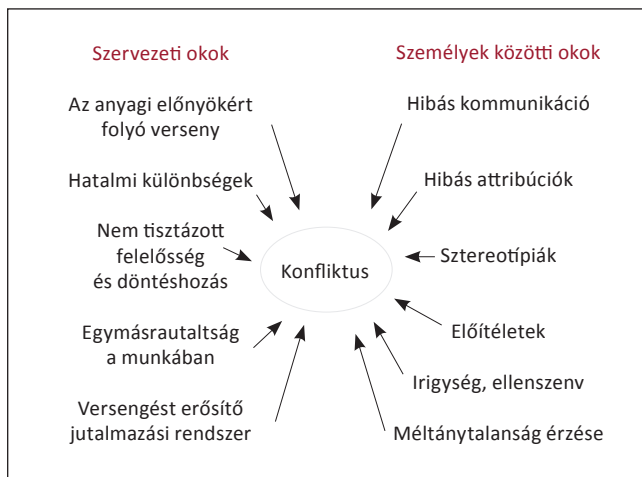 Szervezeti okok
Az anyagi előnyökért
folyó verseny
Hatalmi különbségek
Nem tisztázott
felelősség
és döntéshozás
Egymásrautaltság
a munkában
Versengést erősítő
jutalmazási rendszer
Konfliktus
Személyek közötti okok
Hibás kommunikáció
Hibás attribúciók
Sztereotípiák
Előítéletek
Irigység, ellenszenv
Méltánytalanság érzése